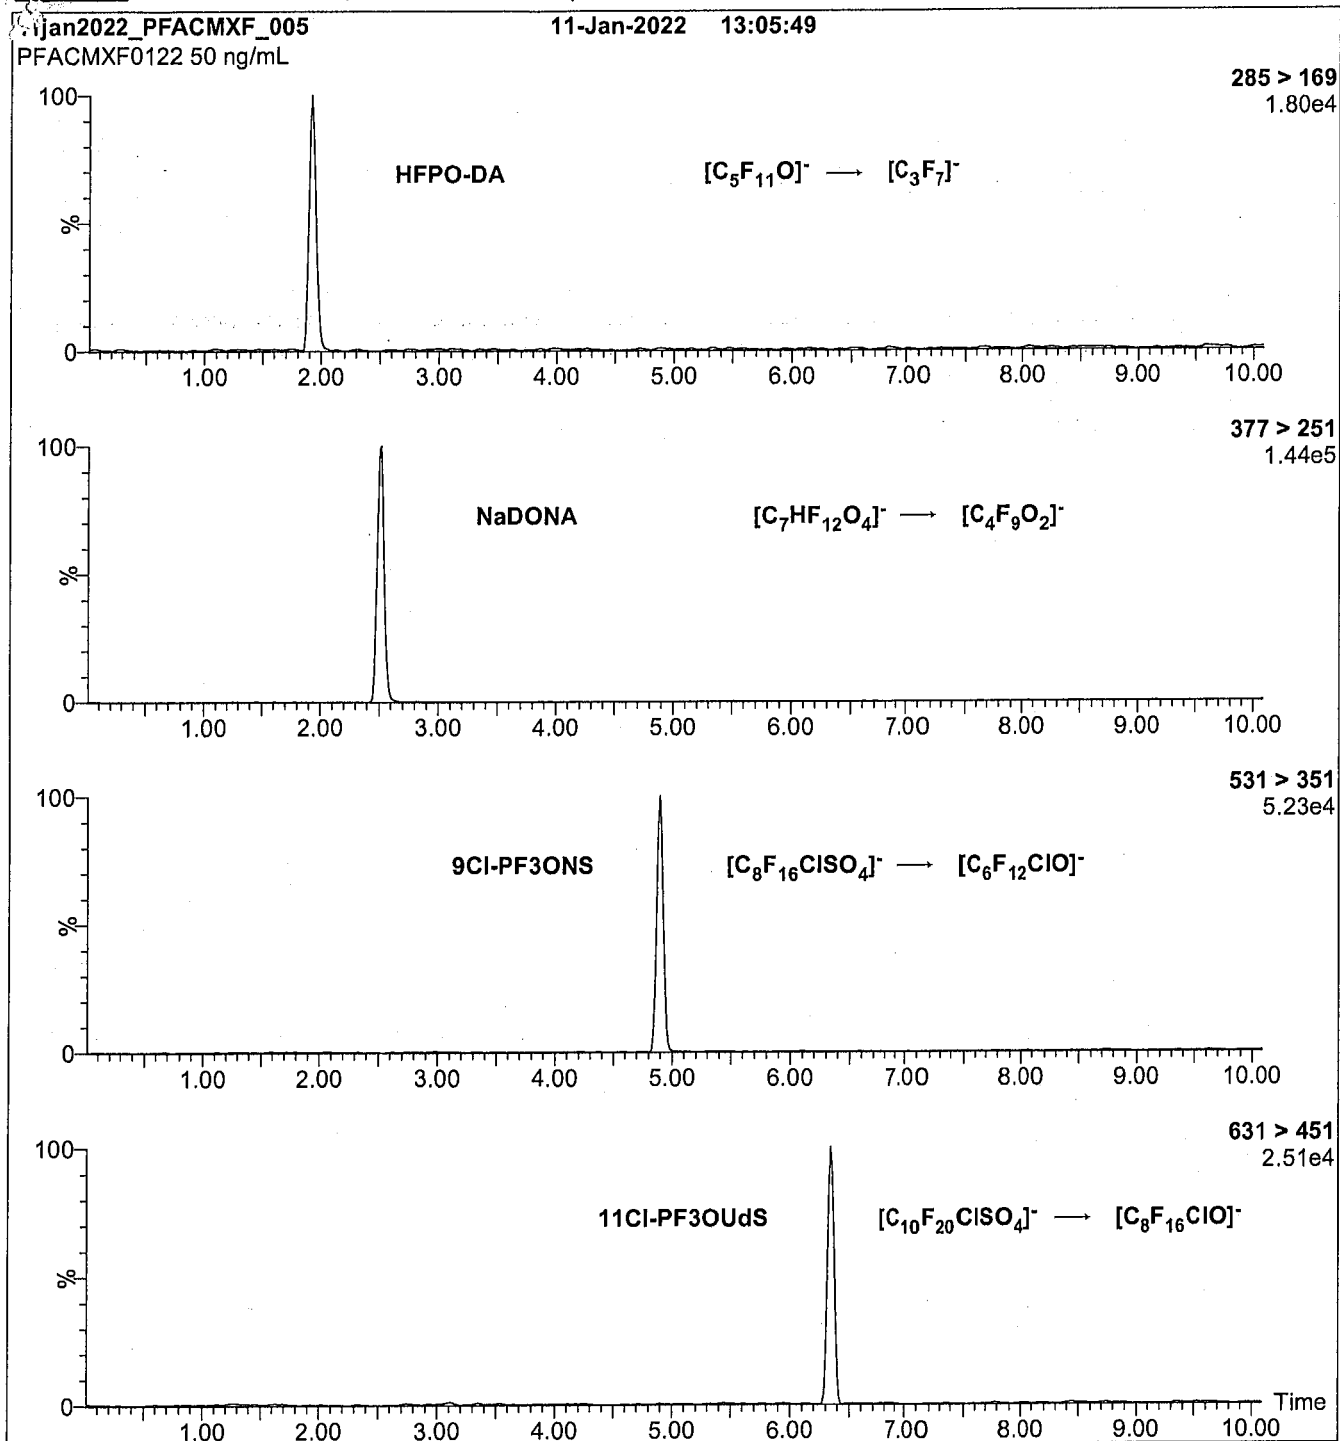 11jan2022_PFACMXF_005 11-Jan-2022 13:05:49
PFACMXF0122 50 ng/mL
285 > 169
1.80e4
100
HFPO-DA [C₅F₁₁O]⁻ → [C₃F₇]⁻
%
0
1.00 2.00 3.00 4.00 5.00 6.00 7.00 8.00 9.00 10.00
377 > 251
1.44e5
100
NaDONA [C₇HF₁₂O₄]⁻ → [C₄F₉O₂]⁻
%
0
1.00 2.00 3.00 4.00 5.00 6.00 7.00 8.00 9.00 10.00
531 > 351
5.23e4
100
9Cl-PF3ONS [C₈F₁₆ClSO₄]⁻ → [C₆F₁₂ClO]⁻
%
0
1.00 2.00 3.00 4.00 5.00 6.00 7.00 8.00 9.00 10.00
631 > 451
2.51e4
100
11Cl-PF3OUdS [C₁₀F₂₀ClSO₄]⁻ → [C₈F₁₆ClO]⁻
%
0
Time
1.00 2.00 3.00 4.00 5.00 6.00 7.00 8.00 9.00 10.00